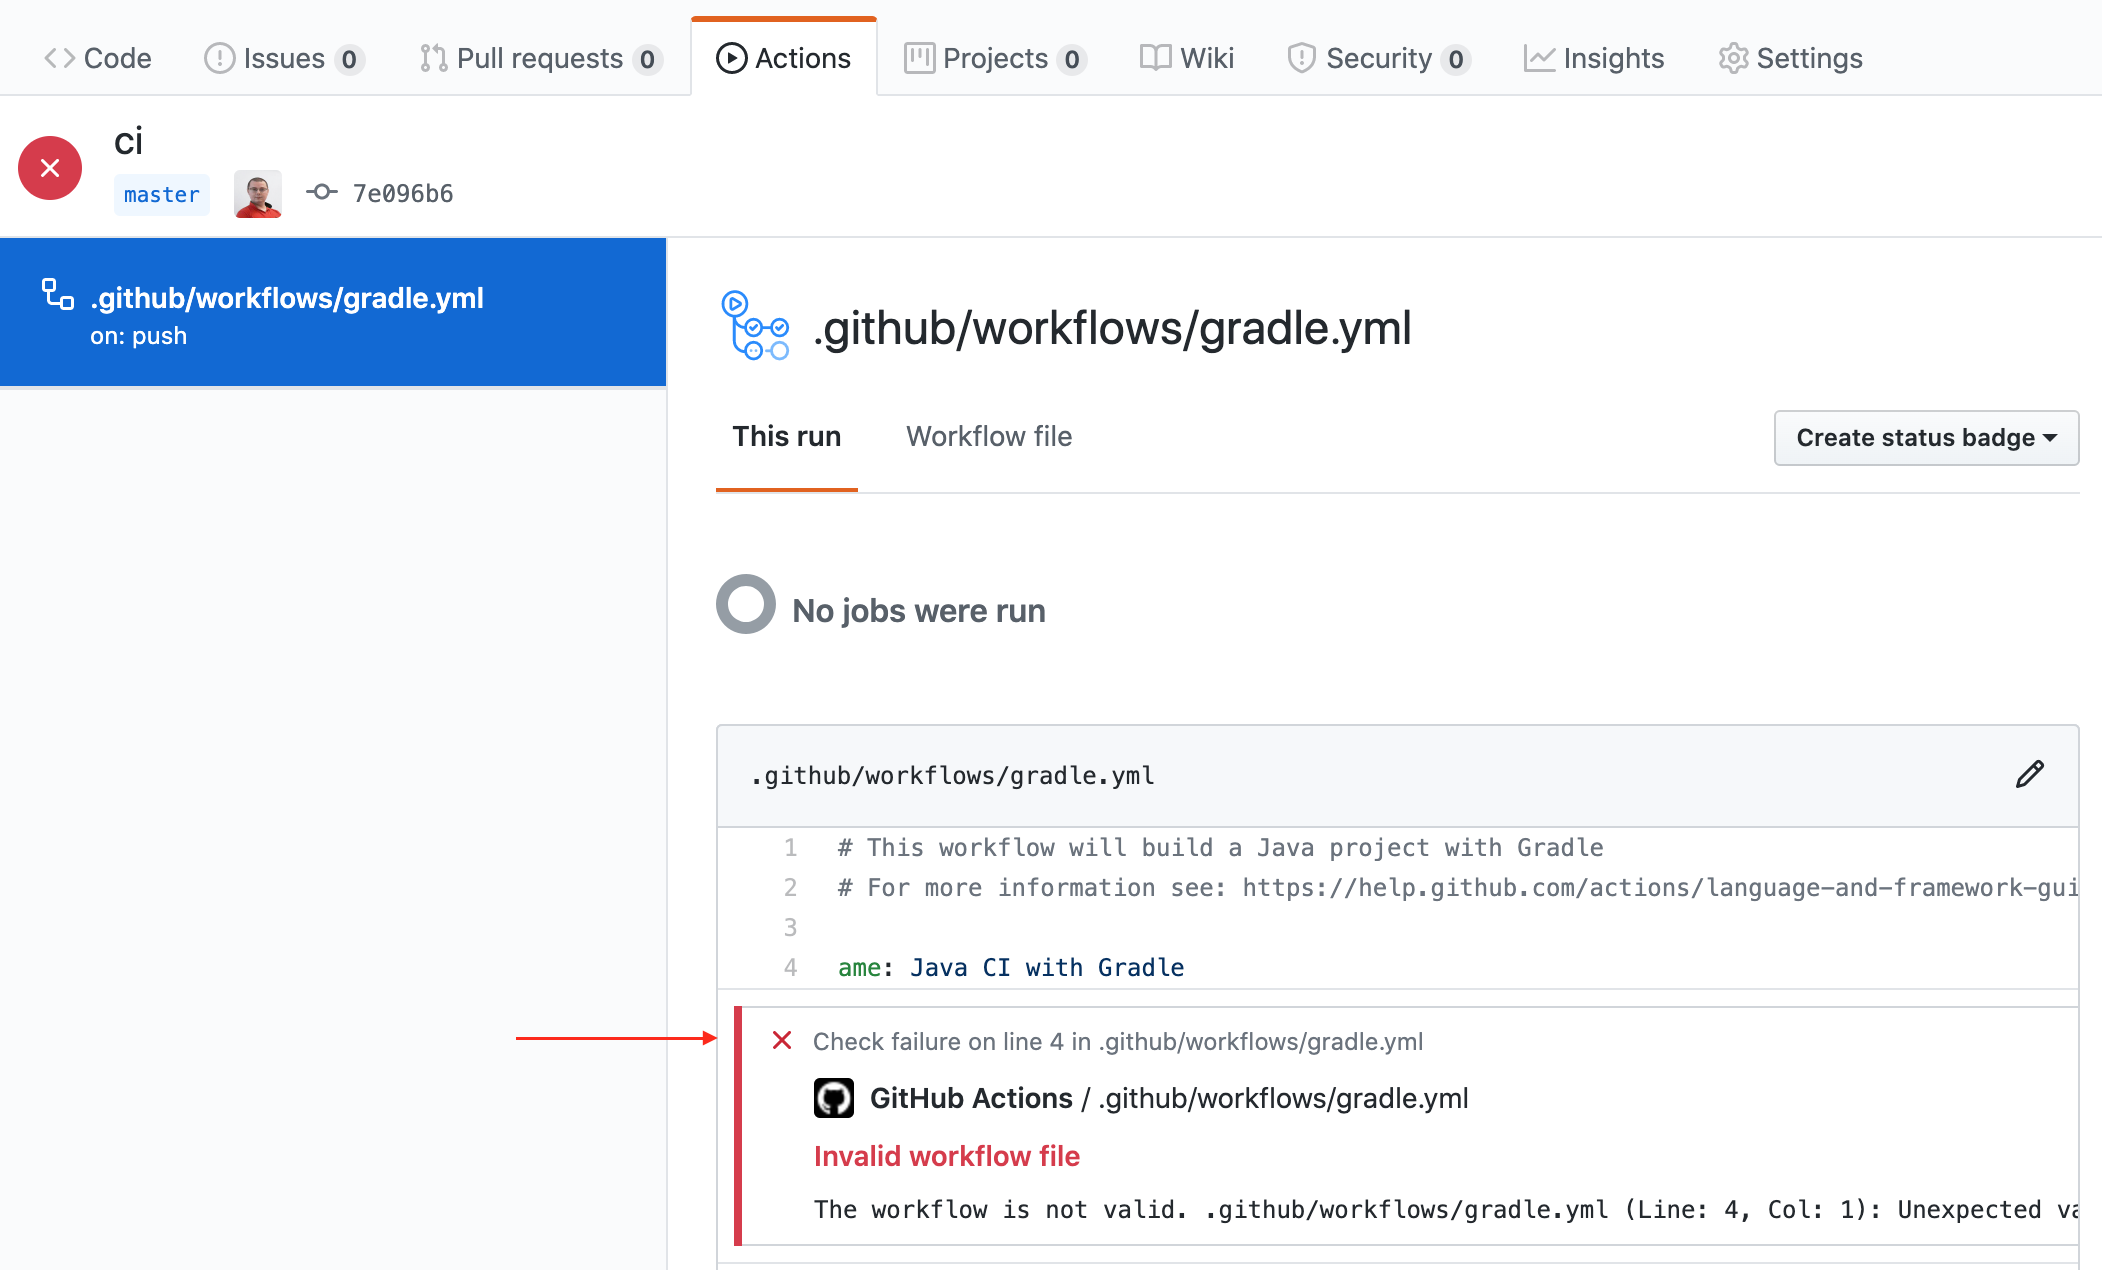 Code Issues 0 Pull requests 0 Actions Projects 0 Wiki Security 0 Insights Settings
ci
master 7e096b6
.github/workflows/gradle.yml
on: push
.github/workflows/gradle.yml
This run Workflow file Create status badge
No jobs were run
.github/workflows/gradle.yml
1 # This workflow will build a Java project with Gradle
2 # For more information see: https://help.github.com/actions/language-and-framework-gui
3
4 ame: Java CI with Gradle
Check failure on line 4 in .github/workflows/gradle.yml
GitHub Actions / .github/workflows/gradle.yml
Invalid workflow file
The workflow is not valid. .github/workflows/gradle.yml (Line: 4, Col: 1): Unexpected va